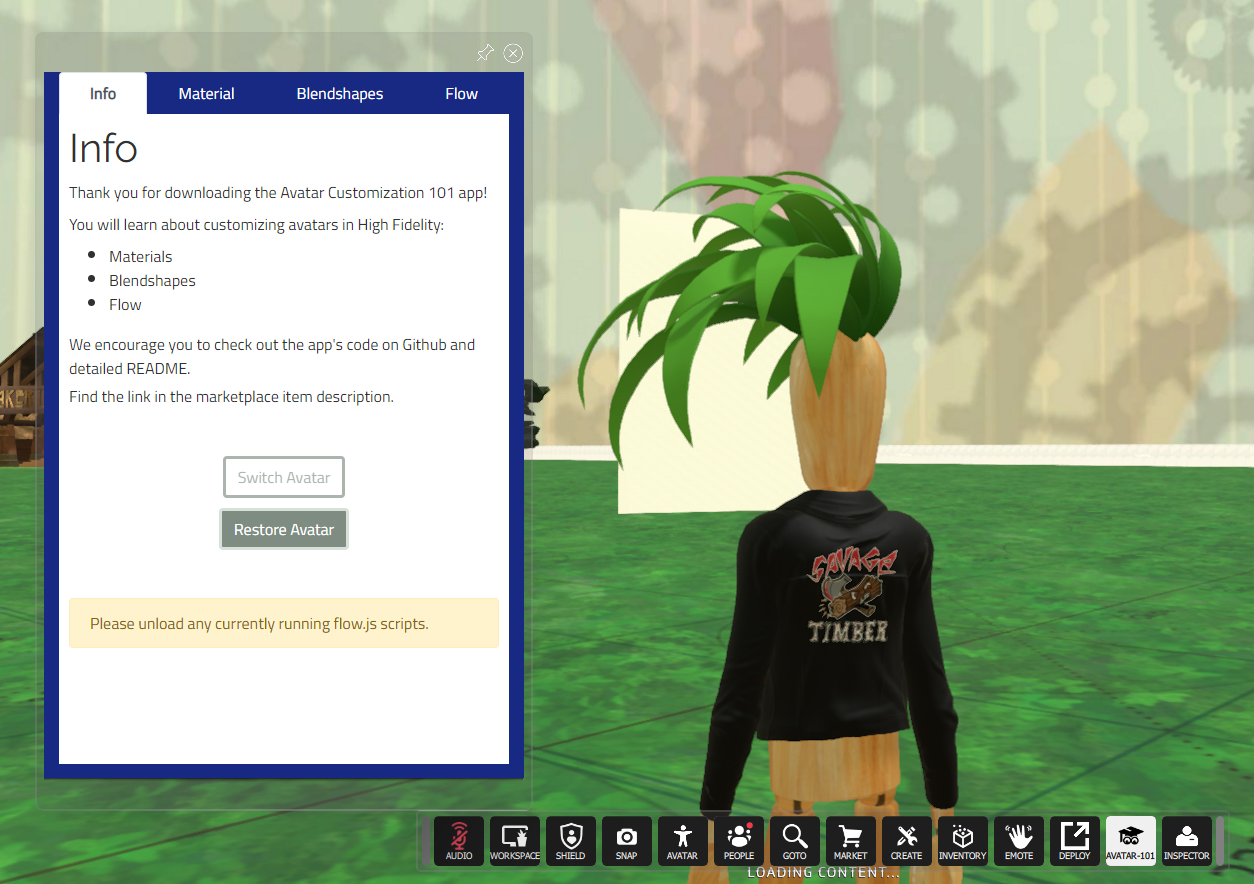 Info
Material
Blendshapes
Flow
Info
Thank you for downloading the Avatar Customization 101 app!
You will learn about customizing avatars in High Fidelity:
Materials
Blendshapes
Flow
We encourage you to check out the app's code on Github and
detailed README.
Find the link in the marketplace item description.
Switch Avatar
Restore Avatar
Please unload any currently running flow.js scripts.
SAVAGE
TIMBER
AUDIO
WORKSPACE
SHIELD
SNAP
AVATAR
PEOPLE
GOTO
MARKET
CREATE
INVENTORY
EMOTE
DEPLOY
AVATAR-101
INSPECTOR
LOADING CONTENT...